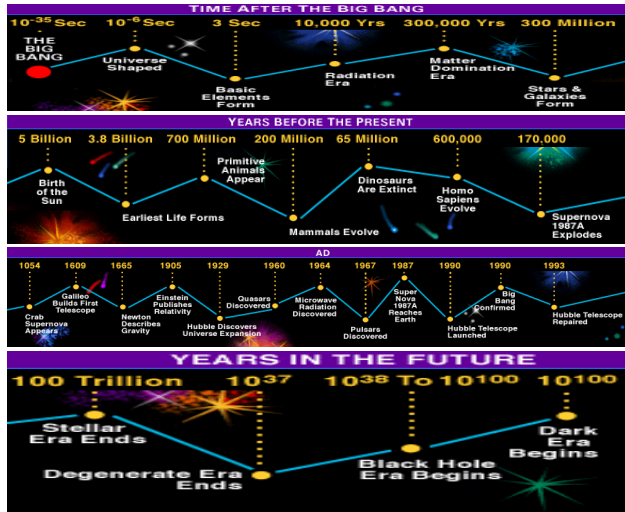 TIME AFTER THE BIG BANG
10-35 Sec 10-6 Sec 3 Sec 10,000 Yrs 300,000 Yrs 300 Million
THE
BIG
BANG
Universe
Shaped
Basic
Elements
Form
Radiation
Era
Matter
Domination
Era
Stars &
Galaxies
Form
YEARS BEFORE THE PRESENT
5 Billion 3.8 Billion 700 Million 200 Million 65 Million 600,000 170,000
Birth
of the
Sun
Earliest Life Forms
Primitive
Animals
Appear
Mammals Evolve
Dinosaurs
Are Extinct
Homo
Sapiens
Evolve
Supernova
1987A
Explodes
AD
1054 1609 1665 1905 1929 1960 1964 1967 1987 1990 1990 1993
Crab
Supernova
Appears
Galileo
Builds First
Telescope
Newton
Describes
Gravity
Einstein
Publishes
Relativity
Hubble Discovers
Universe Expansion
Quasars
Discovered
Microwave
Radiation
Discovered
Pulsars
Discovered
Super
Nova
1987A
Reaches
Earth
Hubble Telescope
Launched
Big
Bang
Confirmed
Hubble Telescope
Repaired
YEARS IN THE FUTURE
100 Trillion 1037 1038 To 10100 10100
Stellar
Era Ends
Degenerate Era
Ends
Black Hole
Era Begins
Dark
Era
Begins